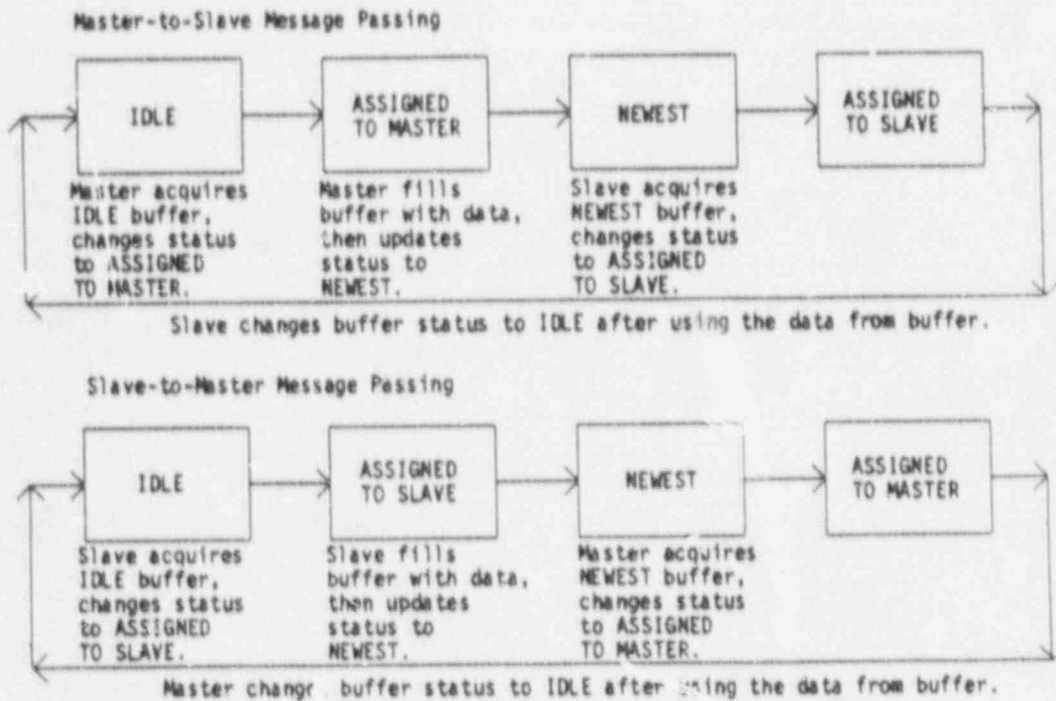 Master-to-Slave Message Passing
IDLE
ASSIGNED
TO MASTER
NEWEST
ASSIGNED
TO SLAVE
Master acquires
IDLE buffer,
changes status
to ASSIGNED
TO MASTER.
Master fills
buffer with data,
then updates
status to
NEWEST.
Slave acquires
NEWEST buffer,
changes status
to ASSIGNED
TO SLAVE.
Slave changes buffer status to IDLE after using the data from buffer.
Slave-to-Master Message Passing
IDLE
ASSIGNED
TO SLAVE
NEWEST
ASSIGNED
TO MASTER
Slave acquires
IDLE buffer,
changes status
to ASSIGNED
TO SLAVE.
Slave fills
buffer with data,
then updates
status to
NEWEST.
Master acquires
NEWEST buffer,
changes status
to ASSIGNED
TO MASTER.
Master change buffer status to IDLE after using the data from buffer.